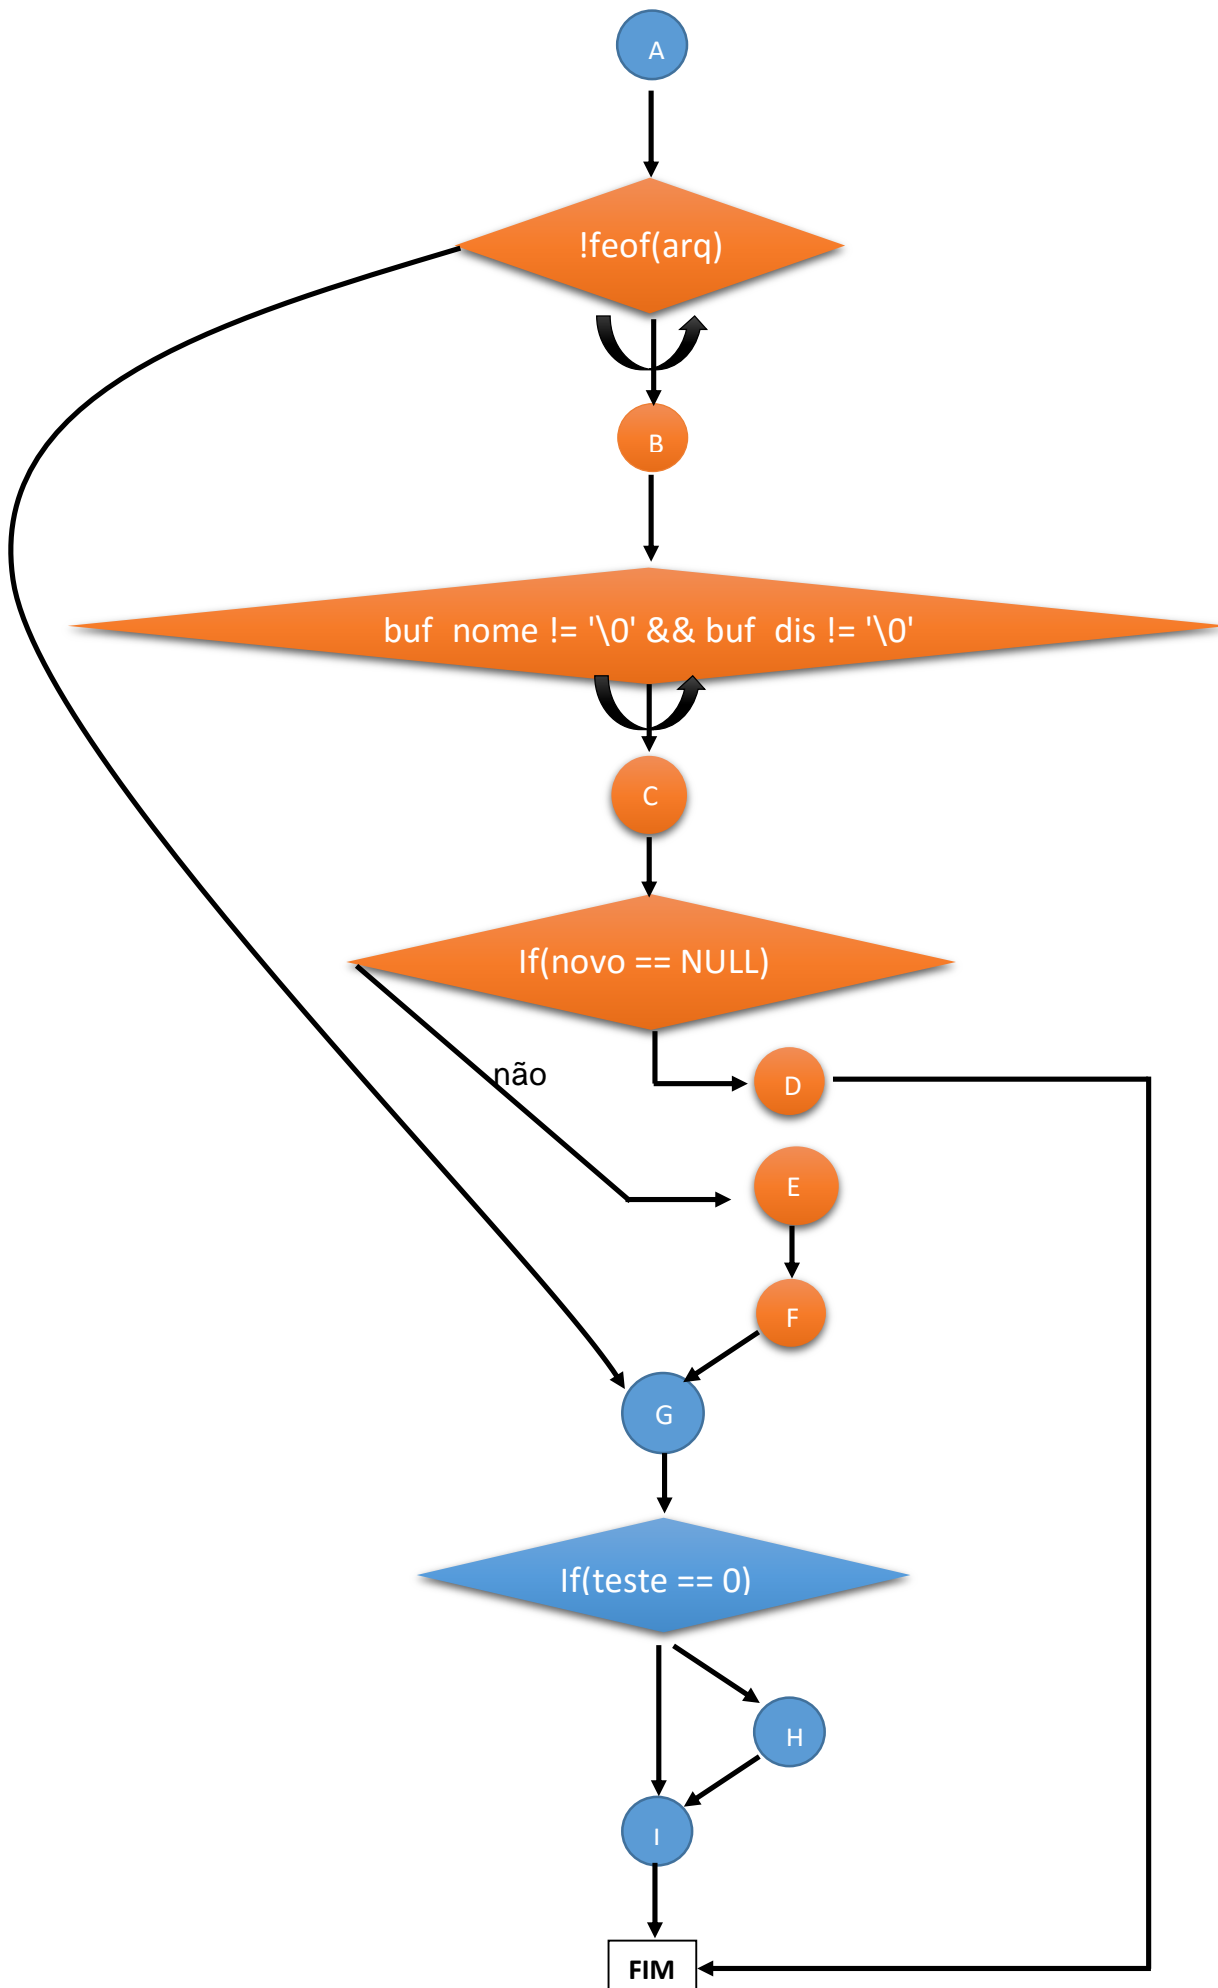 A
!feof(arq)
B
buf nome != '\0' && buf dis != '\0'
C
If(novo == NULL)
não
D
E
F
G
If(teste == 0)
H
I
FIM